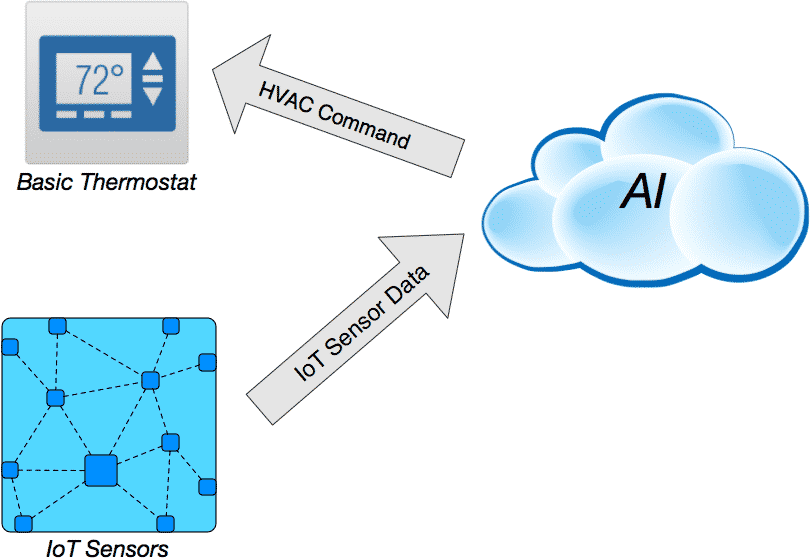 72°
Basic Thermostat
HVAC Command
AI
IoT Sensor Data
IoT Sensors